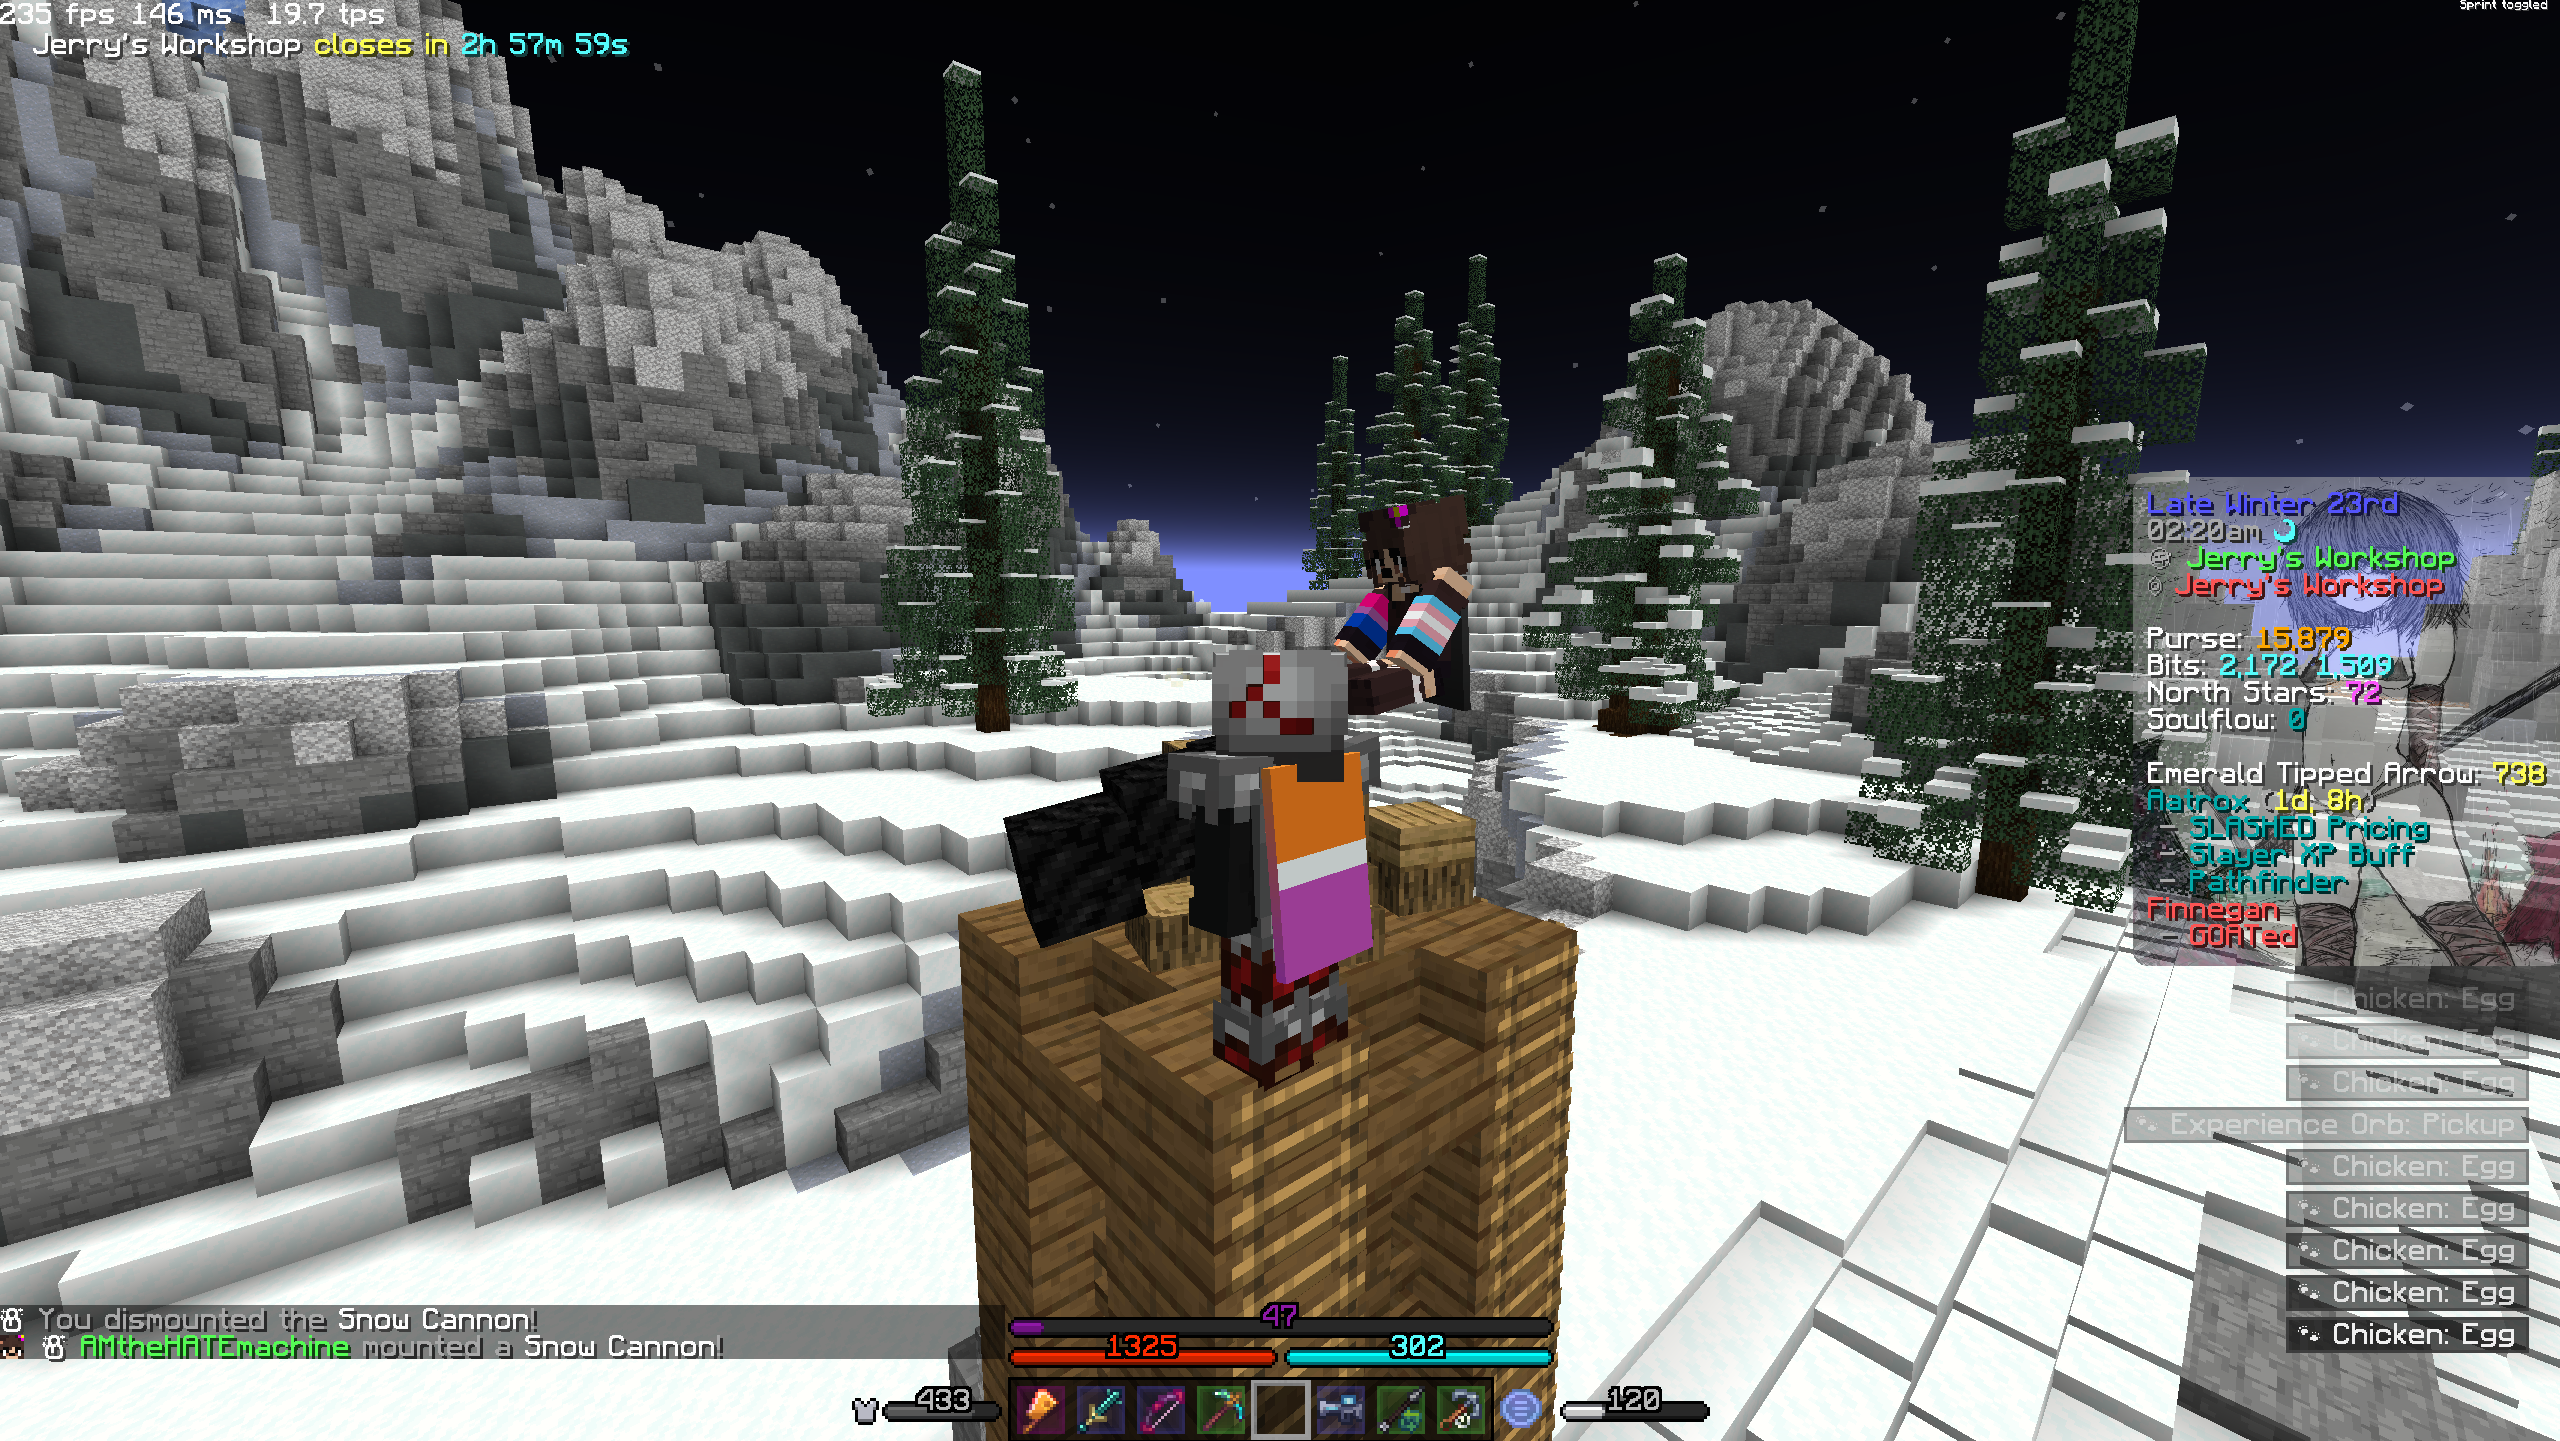 235 fps 146 ms 19.7 tps
Sprint toggled
Jerry's Workshop closes in 2h 57m 59s
Late Winter 23rd
02:20am
Jerry's Workshop
Jerry's Workshop
Purse: 15,879
Bits: 2,172 1,509
North Stars: 72
Soulflow: 0
Emerald Tipped Arrow: 738
Aatrox (1d, 8h)
- SLASHED Pricing
- Slayer XP Buff
- Pathfinder
Finnegan
- GOATed
Chicken: Egg
Chicken: Egg
Chicken: Egg
Experience Orb: Pickup
Chicken: Egg
Chicken: Egg
Chicken: Egg
Chicken: Egg
Chicken: Egg
You dismounted the Snow Cannon!
AMtheHATEmachine mounted a Snow Cannon!
47
1325 302
433 120